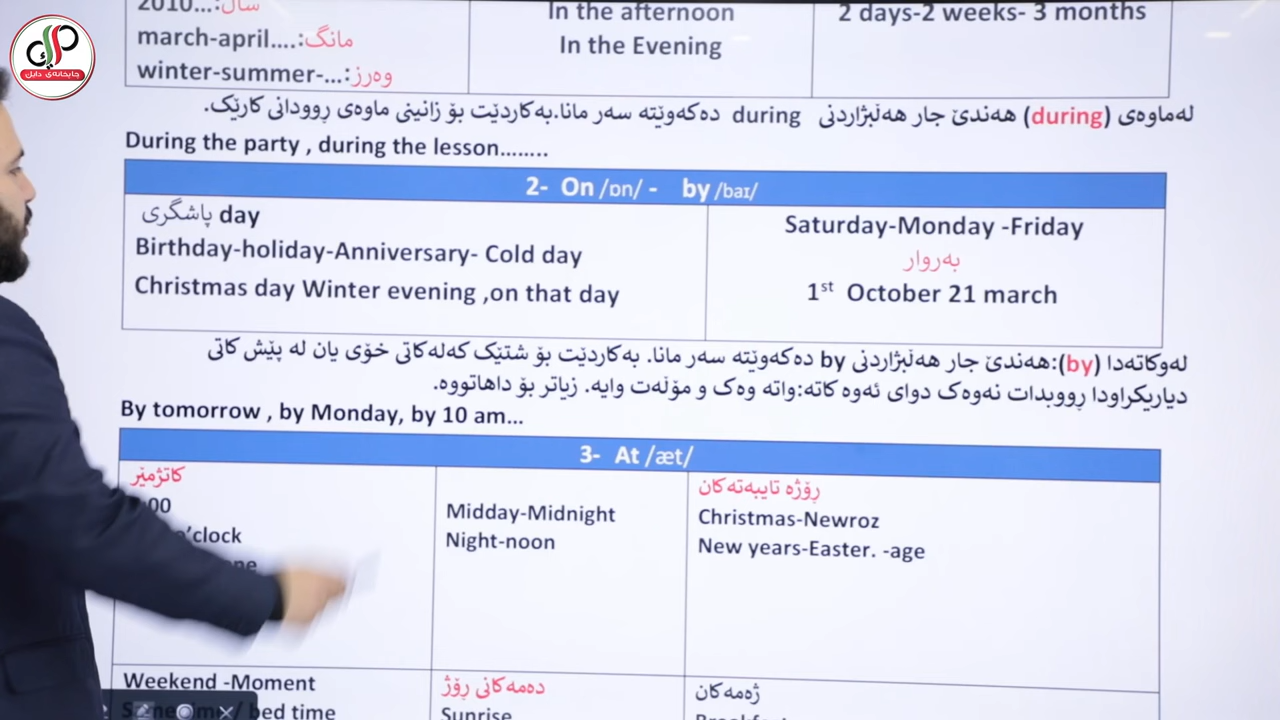 چاپخانەی دابل
2010...:سال
march-april....:مانگ
winter-summer-...:وەرز
In the afternoon
In the Evening
2 days-2 weeks- 3 months
لەماوەی (during) هەندێ جار هەڵبژاردنی during دەکەوێتە سەر مانا.بەکاردێت بۆ زانینی ماوەی ڕوودانی کارێک.
During the party , during the lesson........
2- On /ɒn/ - by /baɪ/
پاشگری day
Birthday-holiday-Anniversary- Cold day
Christmas day Winter evening ,on that day
Saturday-Monday -Friday
بەروار
1st October 21 march
لەوکاتەدا (by):هەندێ جار هەڵبژاردنی by دەکەوێتە سەر مانا. بەکاردێت بۆ شتێک کەلەکاتی خۆی یان لە پێش کاتی
دیاریکراودا ڕووبدات نەوەک دوای ئەوە کاتە:واتە وەک و مۆڵەت وایە. زیاتر بۆ داهاتووە.
By tomorrow , by Monday, by 10 am...
3- At /æt/
کاتژمێر
00
o'clock
Midday-Midnight
Night-noon
ڕۆژە تایبەتەکان
Christmas-Newroz
New years-Easter. -age
Weekend -Moment
bed time
دەمەکانی ڕۆژ
Sunrise
ژەمەکان